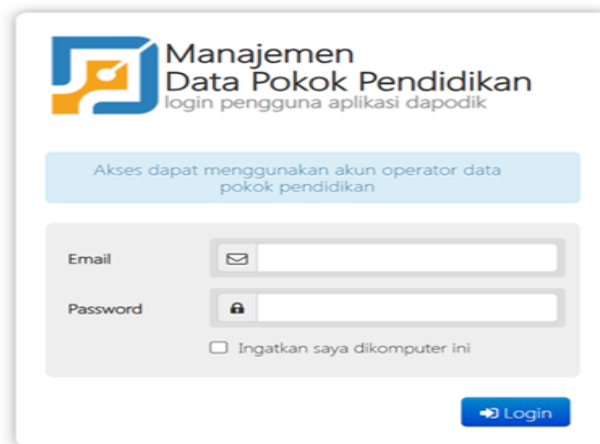 Manajemen
Data Pokok Pendidikan
login pengguna aplikasi dapodik
Akses dapat menggunakan akun operator data
pokok pendidikan
Email
Password
Ingatkan saya dikomputer ini
Login